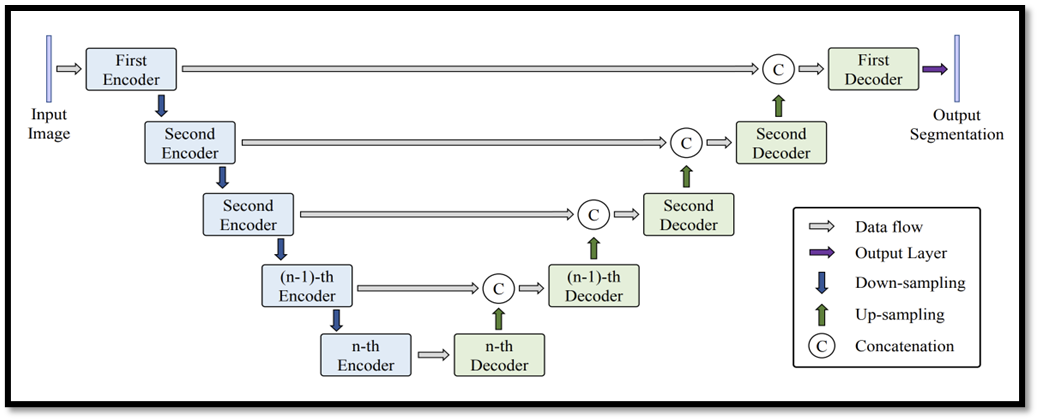 Input
Image
First
Encoder
C
First
Decoder
Output
Segmentation
Second
Encoder
C
Second
Decoder
Second
Encoder
C
Second
Decoder
(n-1)-th
Encoder
C
(n-1)-th
Decoder
n-th
Encoder
n-th
Decoder
Data flow
Output Layer
Down-sampling
Up-sampling
C Concatenation